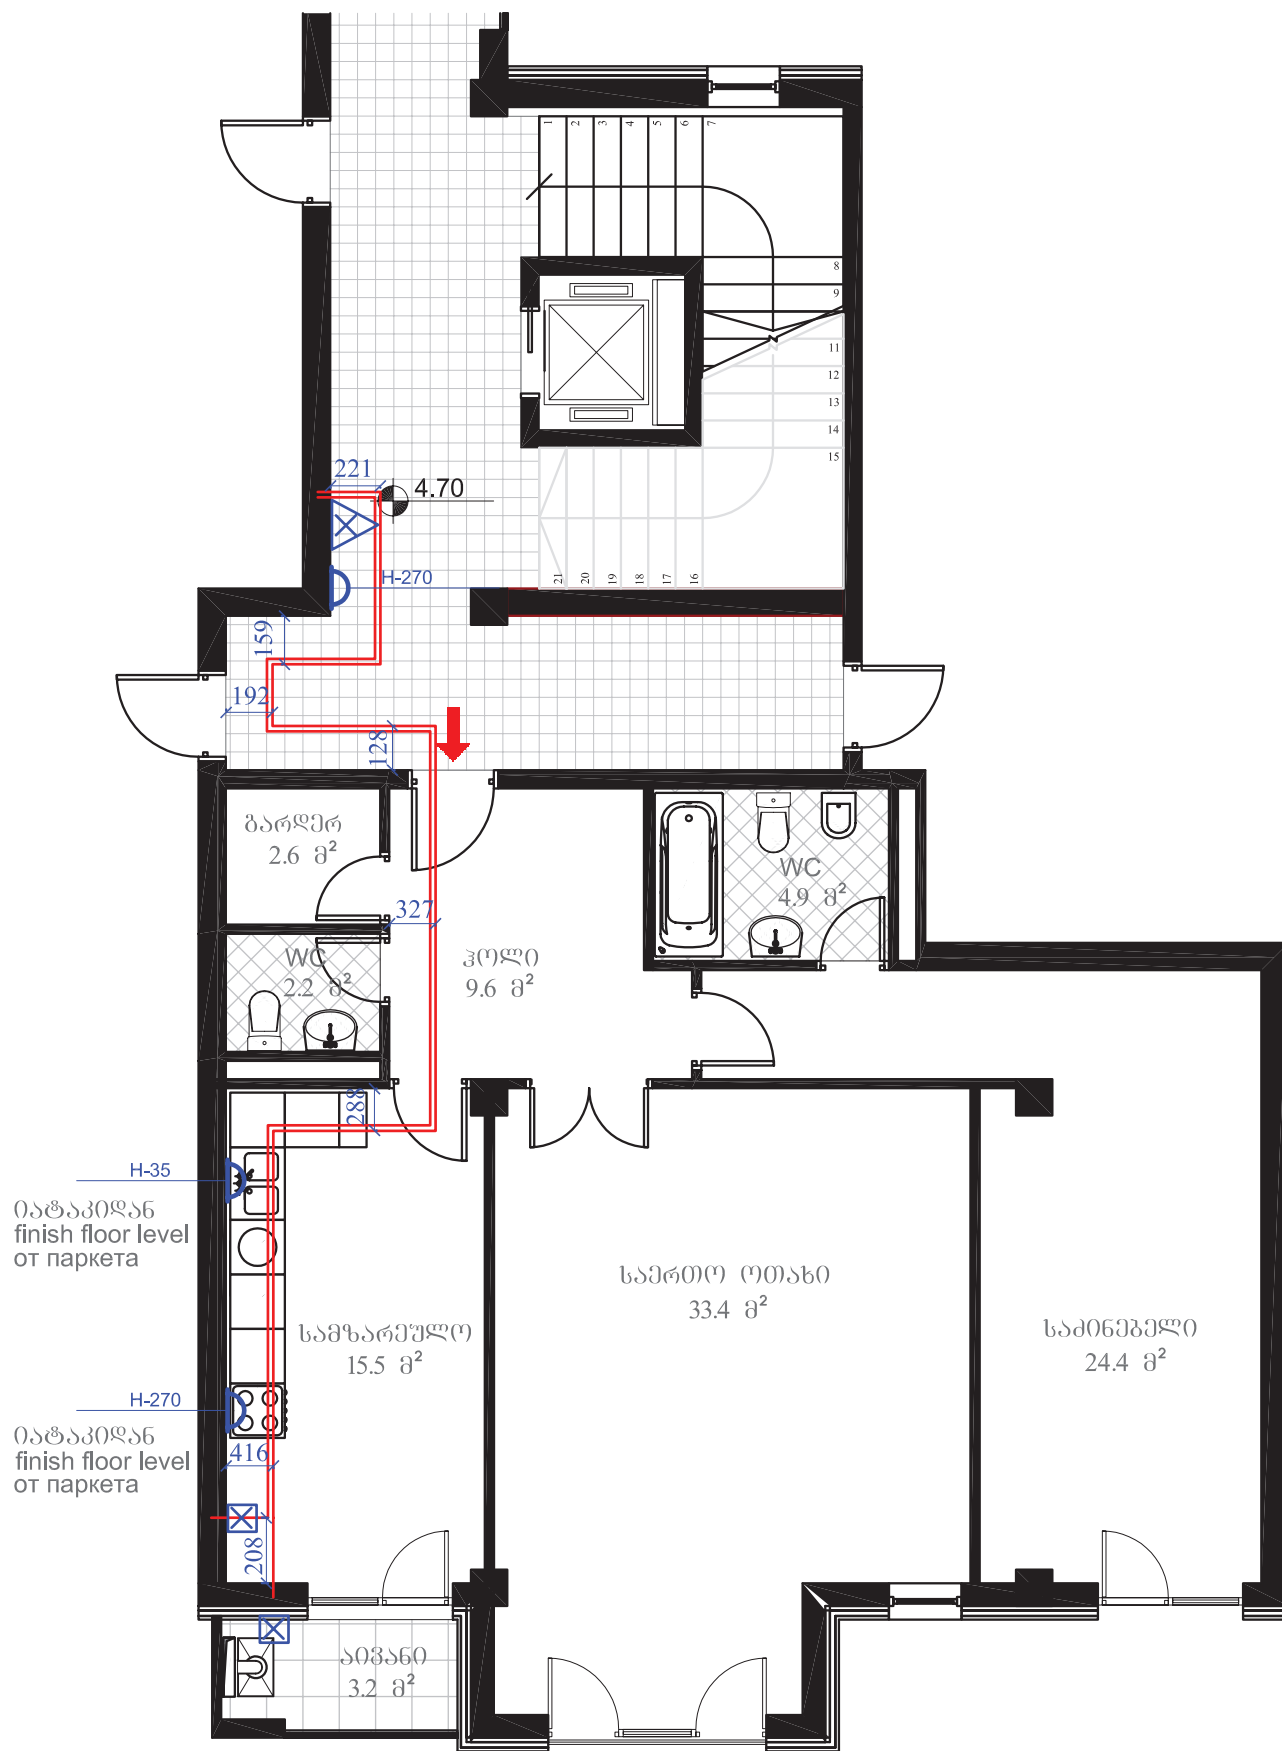 1 2 3 4 5 6 7
8
9
11
12
13
14
15
221
4.70
21 20 19 18 17 16
H-270
159
192
128
გარდერ
2.6 მ²
WC
4.9 მ²
327
WC
2.2 მ²
ჰოლი
9.6 მ²
288
H-35
იატაკიდან
finish floor level
от паркета
საერთო ოთახი
33.4 მ²
სამზარეულო
15.5 მ²
საძინებელი
24.4 მ²
H-270
იატაკიდან
finish floor level
от паркета
416
208
აივანი
3.2 მ²